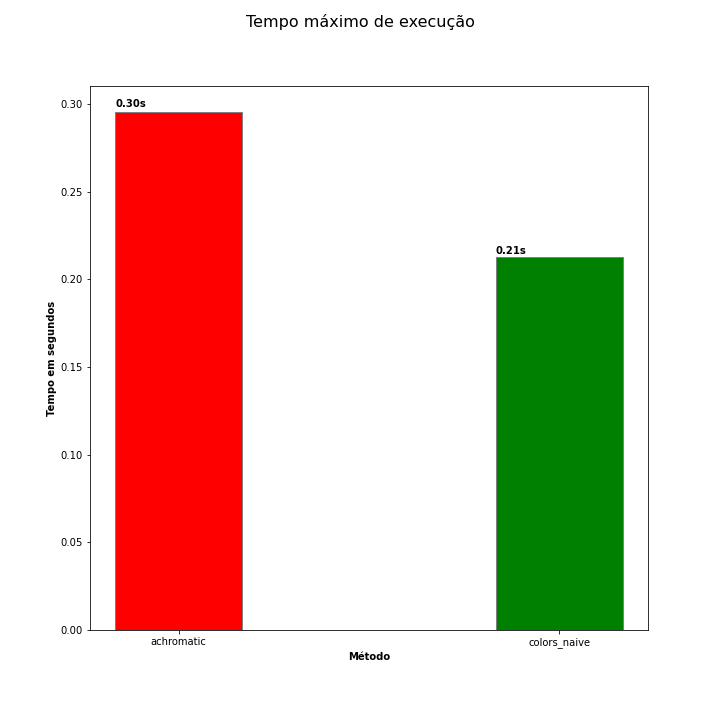 Tempo máximo de execução
0.30s
0.21s
0.30
0.25
0.20
0.15
0.10
0.05
0.00
Tempo em segundos
achromatic
colors_naive
Método